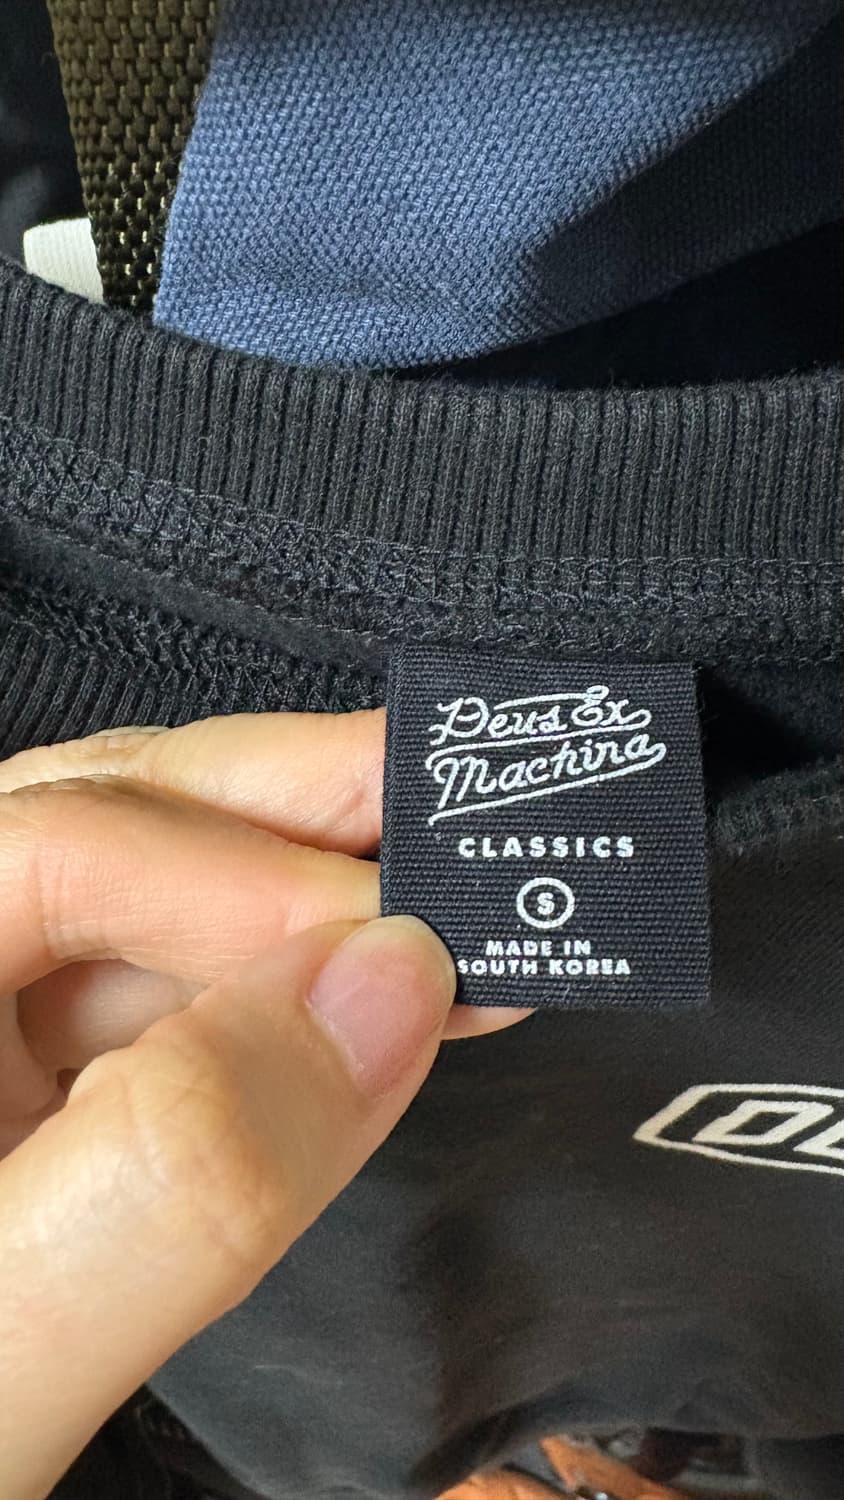 Deus Ex
Machina
CLASSICS
S
MADE IN
SOUTH KOREA